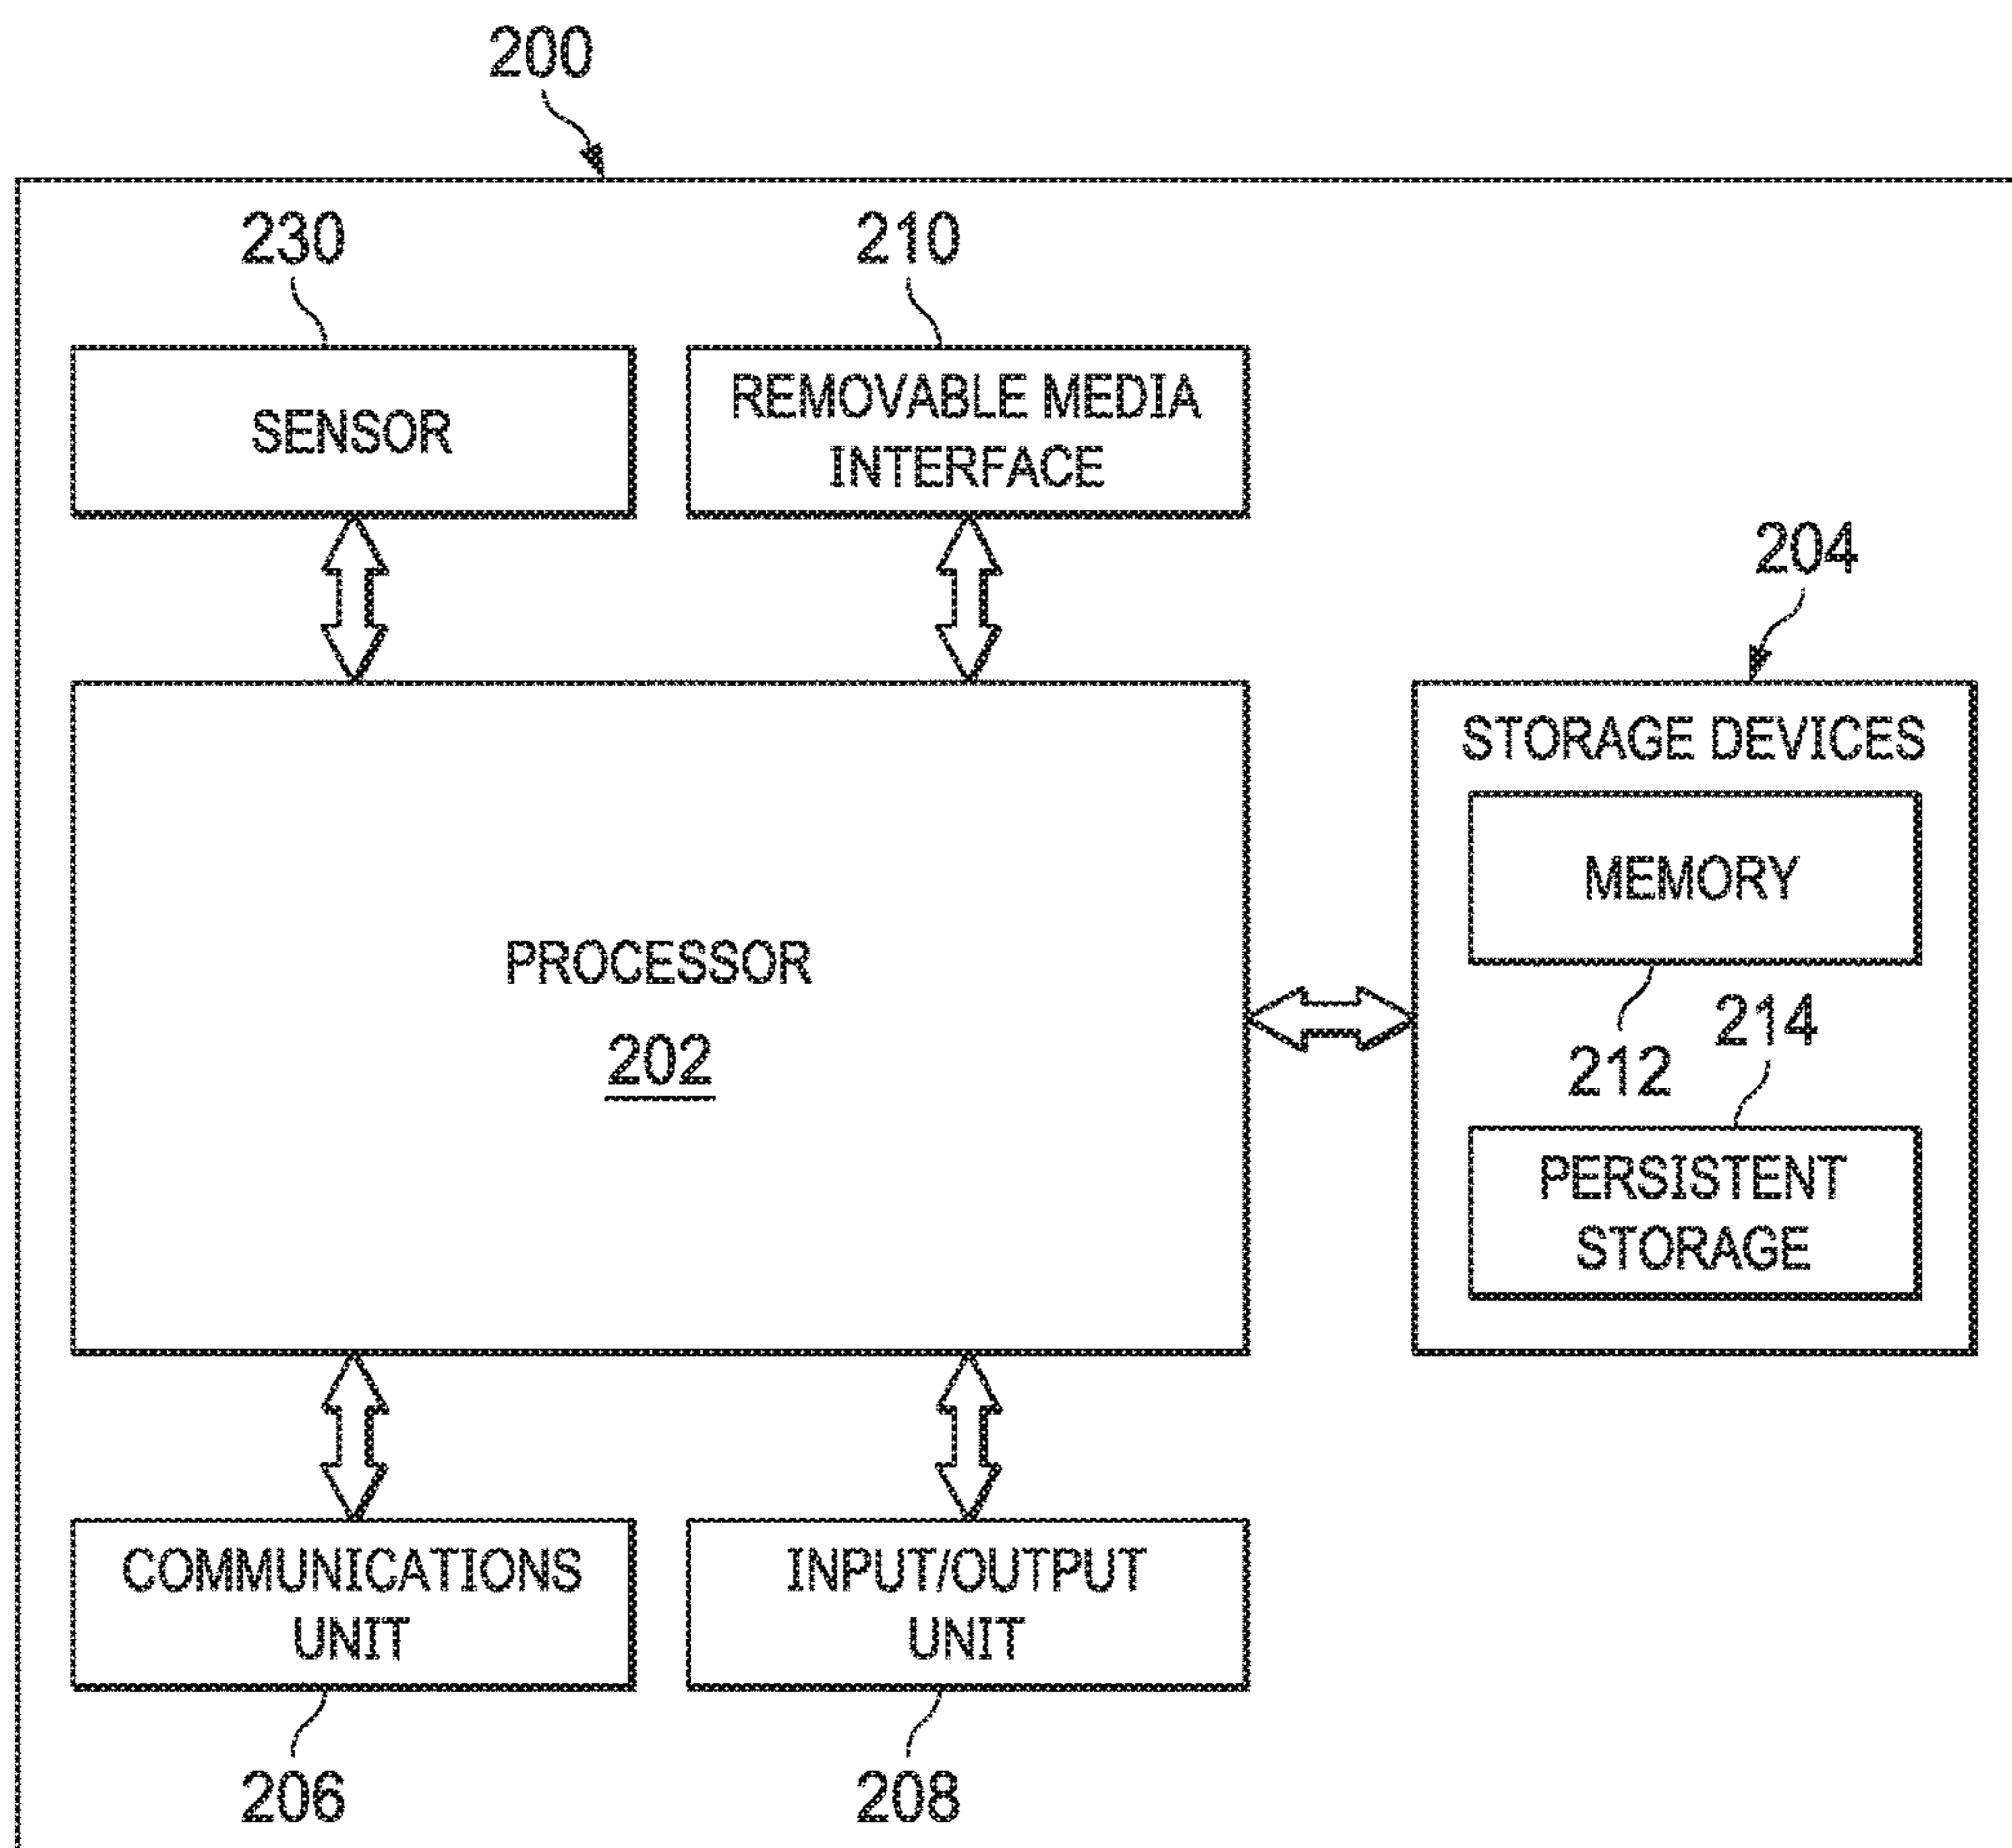 200
230
210
SENSOR
REMOVABLE MEDIA
INTERFACE
204
STORAGE DEVICES
MEMORY
PROCESSOR
202
212
214
PERSISTENT
STORAGE
COMMUNICATIONS
UNIT
INPUT/OUTPUT
UNIT
206
208